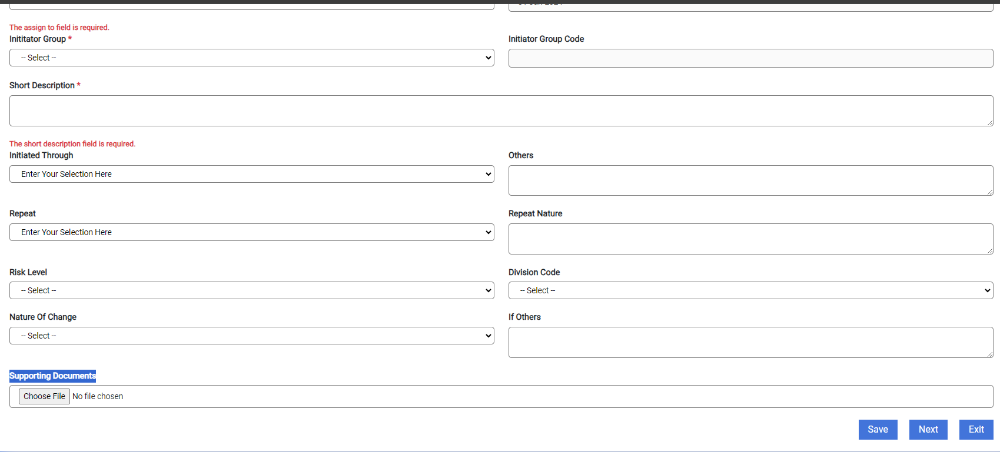 The assign to field is required.
Inititator Group *
Initiator Group Code
-- Select --
Short Description *
The short description field is required.
Initiated Through
Others
Enter Your Selection Here
Repeat
Repeat Nature
Enter Your Selection Here
Risk Level
Division Code
-- Select --
-- Select --
Nature Of Change
If Others
-- Select --
Supporting Documents
Choose File No file chosen
Save Next Exit